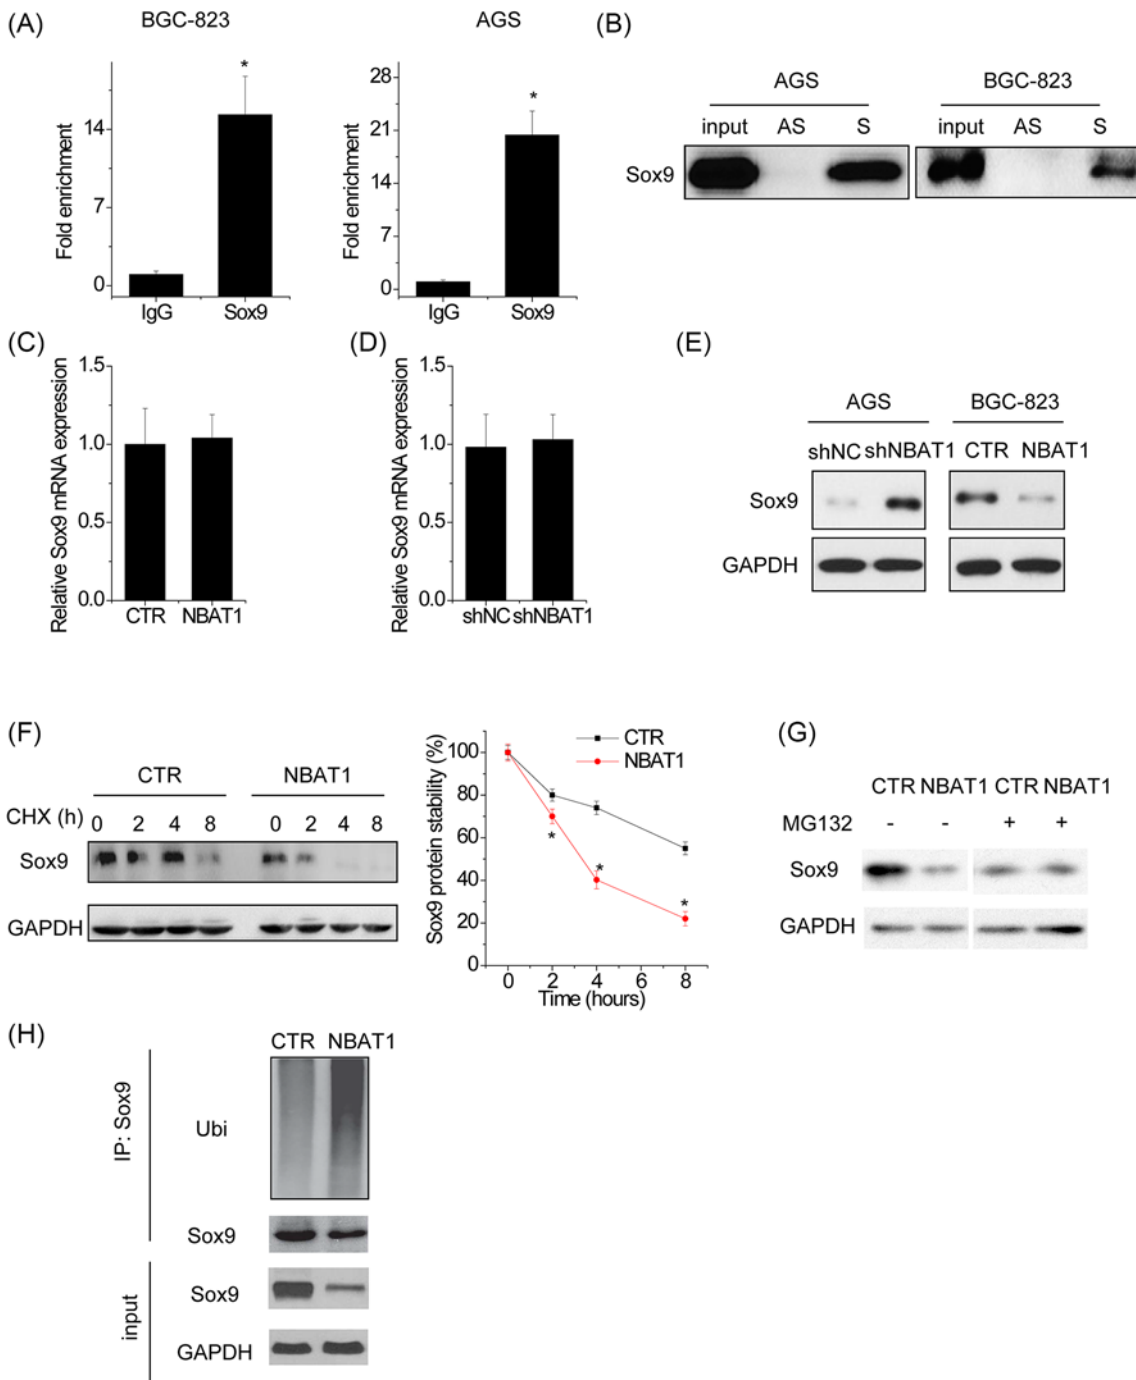 (A)
BGC-823
Fold enrichment
14
7
0
*
IgG Sox9
AGS
Fold enrichment
28
21
14
7
0
*
IgG Sox9
(B)
AGS BGC-823
input AS S input AS S
Sox9
(C)
Relative Sox9 mRNA expression
1.5
1.0
0.5
0.0
CTR NBAT1
(D)
Relative Sox9 mRNA expression
1.5
1.0
0.5
0.0
shNC shNBAT1
(E)
AGS BGC-823
shNC shNBAT1 CTR NBAT1
Sox9
GAPDH
(F)
CTR NBAT1
CHX (h) 0 2 4 8 0 2 4 8
Sox9
GAPDH
Sox9 protein stability (%)
100
80
60
40
20
0
CTR
NBAT1
*
*
*
0 2 4 6 8
Time (hours)
(G)
CTR NBAT1 CTR NBAT1
MG132 - - + +
Sox9
GAPDH
(H)
CTR NBAT1
IP: Sox9
Ubi
Sox9
input
Sox9
GAPDH